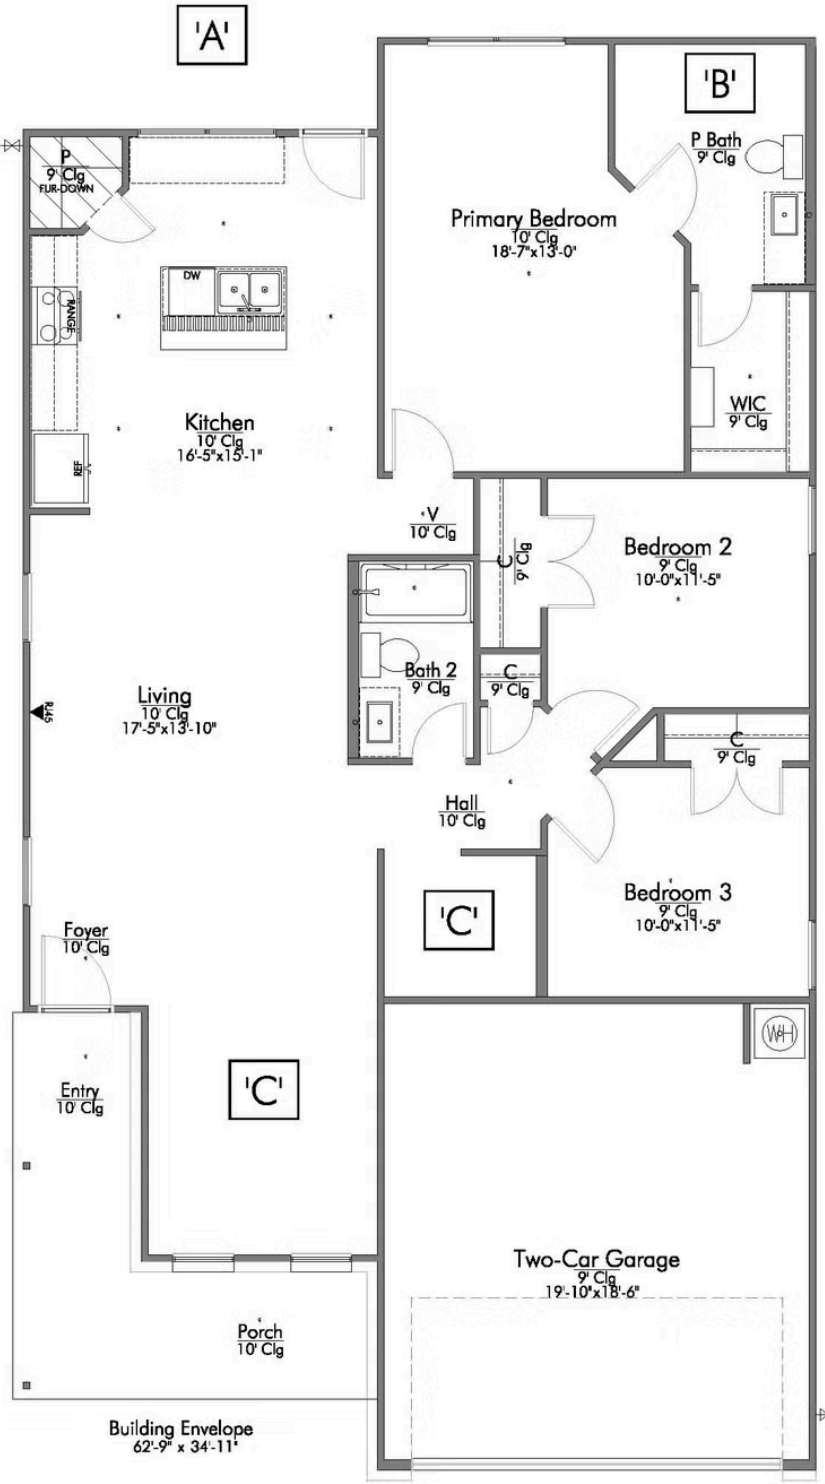 'A'
'B'
P
9' Clg
FUR-DOWN
P Bath
9' Clg
Primary Bedroom
10' Clg
18'-7"x13'-0"
DW
RANGE
Kitchen
10' Clg
16'-5"x15'-1"
WIC
9' Clg
REF
V
10' Clg
C
9' Clg
Bedroom 2
9' Clg
10'-0"x11'-5"
Bath 2
9' Clg
C
9' Clg
Living
10' Clg
17'-5"x13'-10"
RJ45
C
9' Clg
Hall
10' Clg
Bedroom 3
9' Clg
10'-0"x11'-5"
'C'
Foyer
10' Clg
WH
Entry
10' Clg
'C'
Two-Car Garage
9' Clg
19'-10"x18'-6"
Porch
10' Clg
Building Envelope
62'-9" x 34'-11"